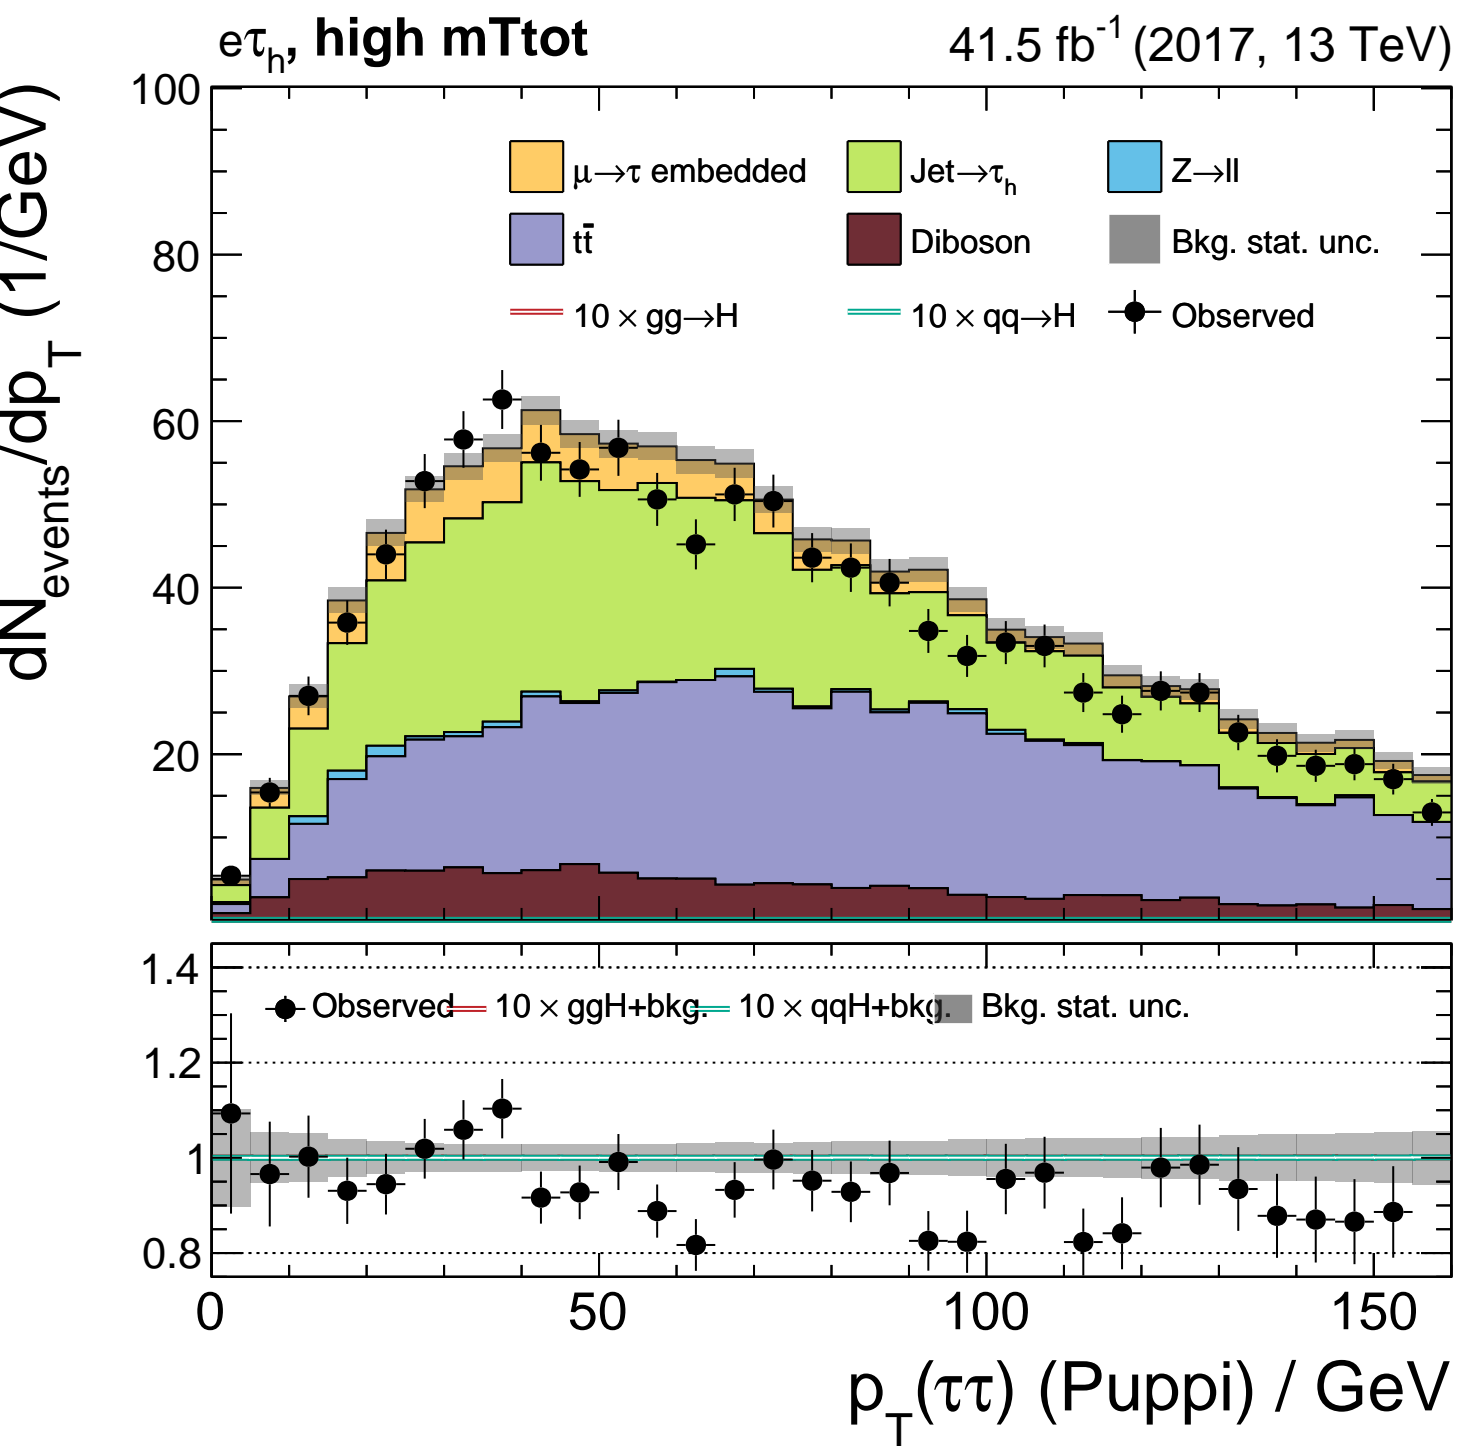 eτh, high mTtot 41.5 fb-1 (2017, 13 TeV)
dNevents/dpT (1/GeV)
100
80
60
40
20
μ→τ embedded Jet→τh Z→ll
tt̄ Diboson Bkg. stat. unc.
10 × gg→H 10 × qq→H Observed
1.4
1.2
1
0.8
Observed 10 × ggH+bkg. 10 × qqH+bkg. Bkg. stat. unc.
0 50 100 150
pT(ττ) (Puppi) / GeV